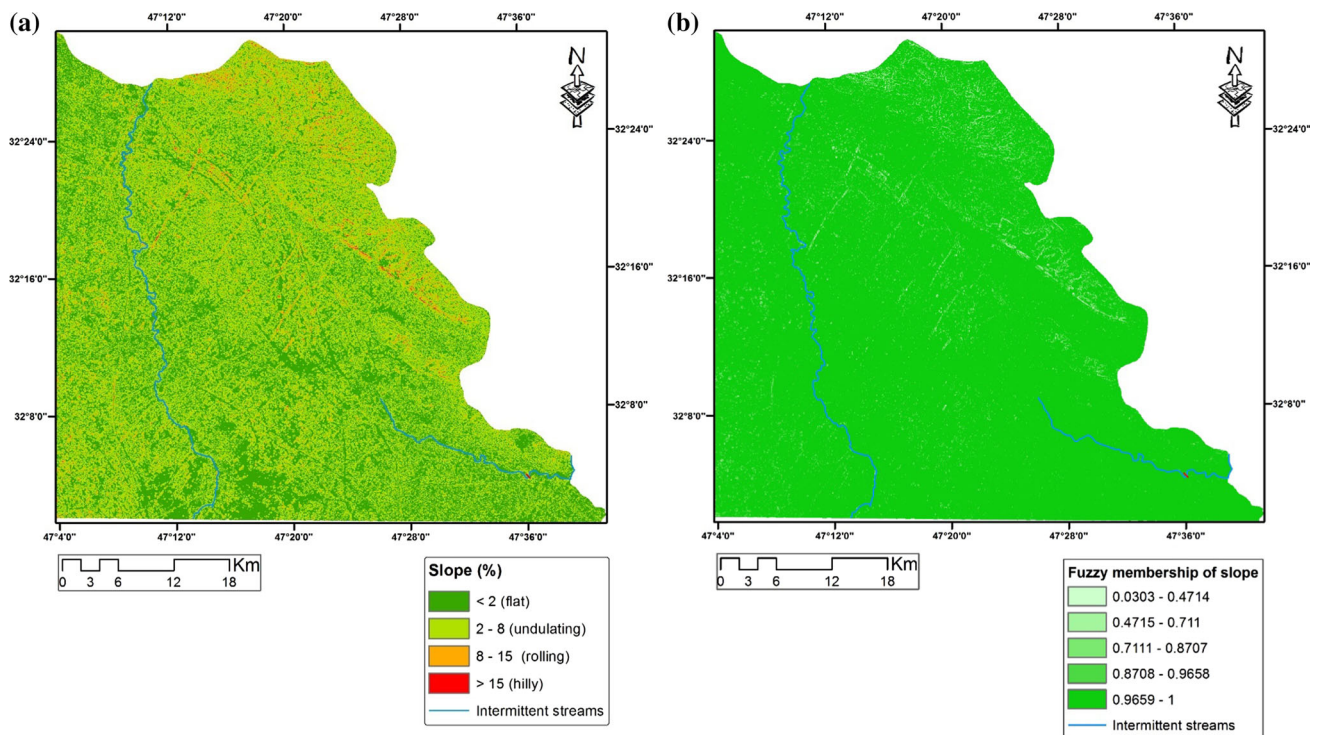 (a)
47°12'0" 47°20'0" 47°28'0" 47°36'0"
N
32°24'0"
32°24'0"
32°16'0"
32°16'0"
32°8'0"
32°8'0"
47°4'0" 47°12'0" 47°20'0" 47°28'0" 47°36'0"
Km
0 3 6 12 18
Slope (%)
< 2 (flat)
2 - 8 (undulating)
8 - 15 (rolling)
> 15 (hilly)
Intermittent streams
(b)
47°12'0" 47°20'0" 47°28'0" 47°36'0"
N
32°24'0"
32°24'0"
32°16'0"
32°16'0"
32°8'0"
32°8'0"
47°4'0" 47°12'0" 47°20'0" 47°28'0" 47°36'0"
Km
0 3 6 12 18
Fuzzy membership of slope
0.0303 - 0.4714
0.4715 - 0.711
0.7111 - 0.8707
0.8708 - 0.9658
0.9659 - 1
Intermittent streams